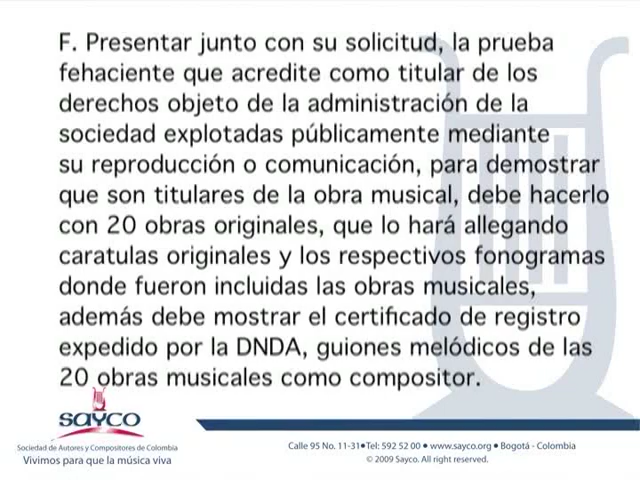 F. Presentar junto con su solicitud, la prueba
fehaciente que acredite como titular de los
derechos objeto de la administración de la
sociedad explotadas públicamente mediante
su reproducción o comunicación, para demostrar
que son titulares de la obra musical, debe hacerlo
con 20 obras originales, que lo hará allegando
caratulas originales y los respectivos fonogramas
donde fueron incluidas las obras musicales,
además debe mostrar el certificado de registro
expedido por la DNDA, guiones melódicos de las
20 obras musicales como compositor.
sayco
Sociedad de Autores y Compositores de Colombia
Vivimos para que la música viva
Calle 95 No. 11-31•Tel: 592 52 00 • www.sayco.org • Bogotá - Colombia
© 2009 Sayco. All right reserved.